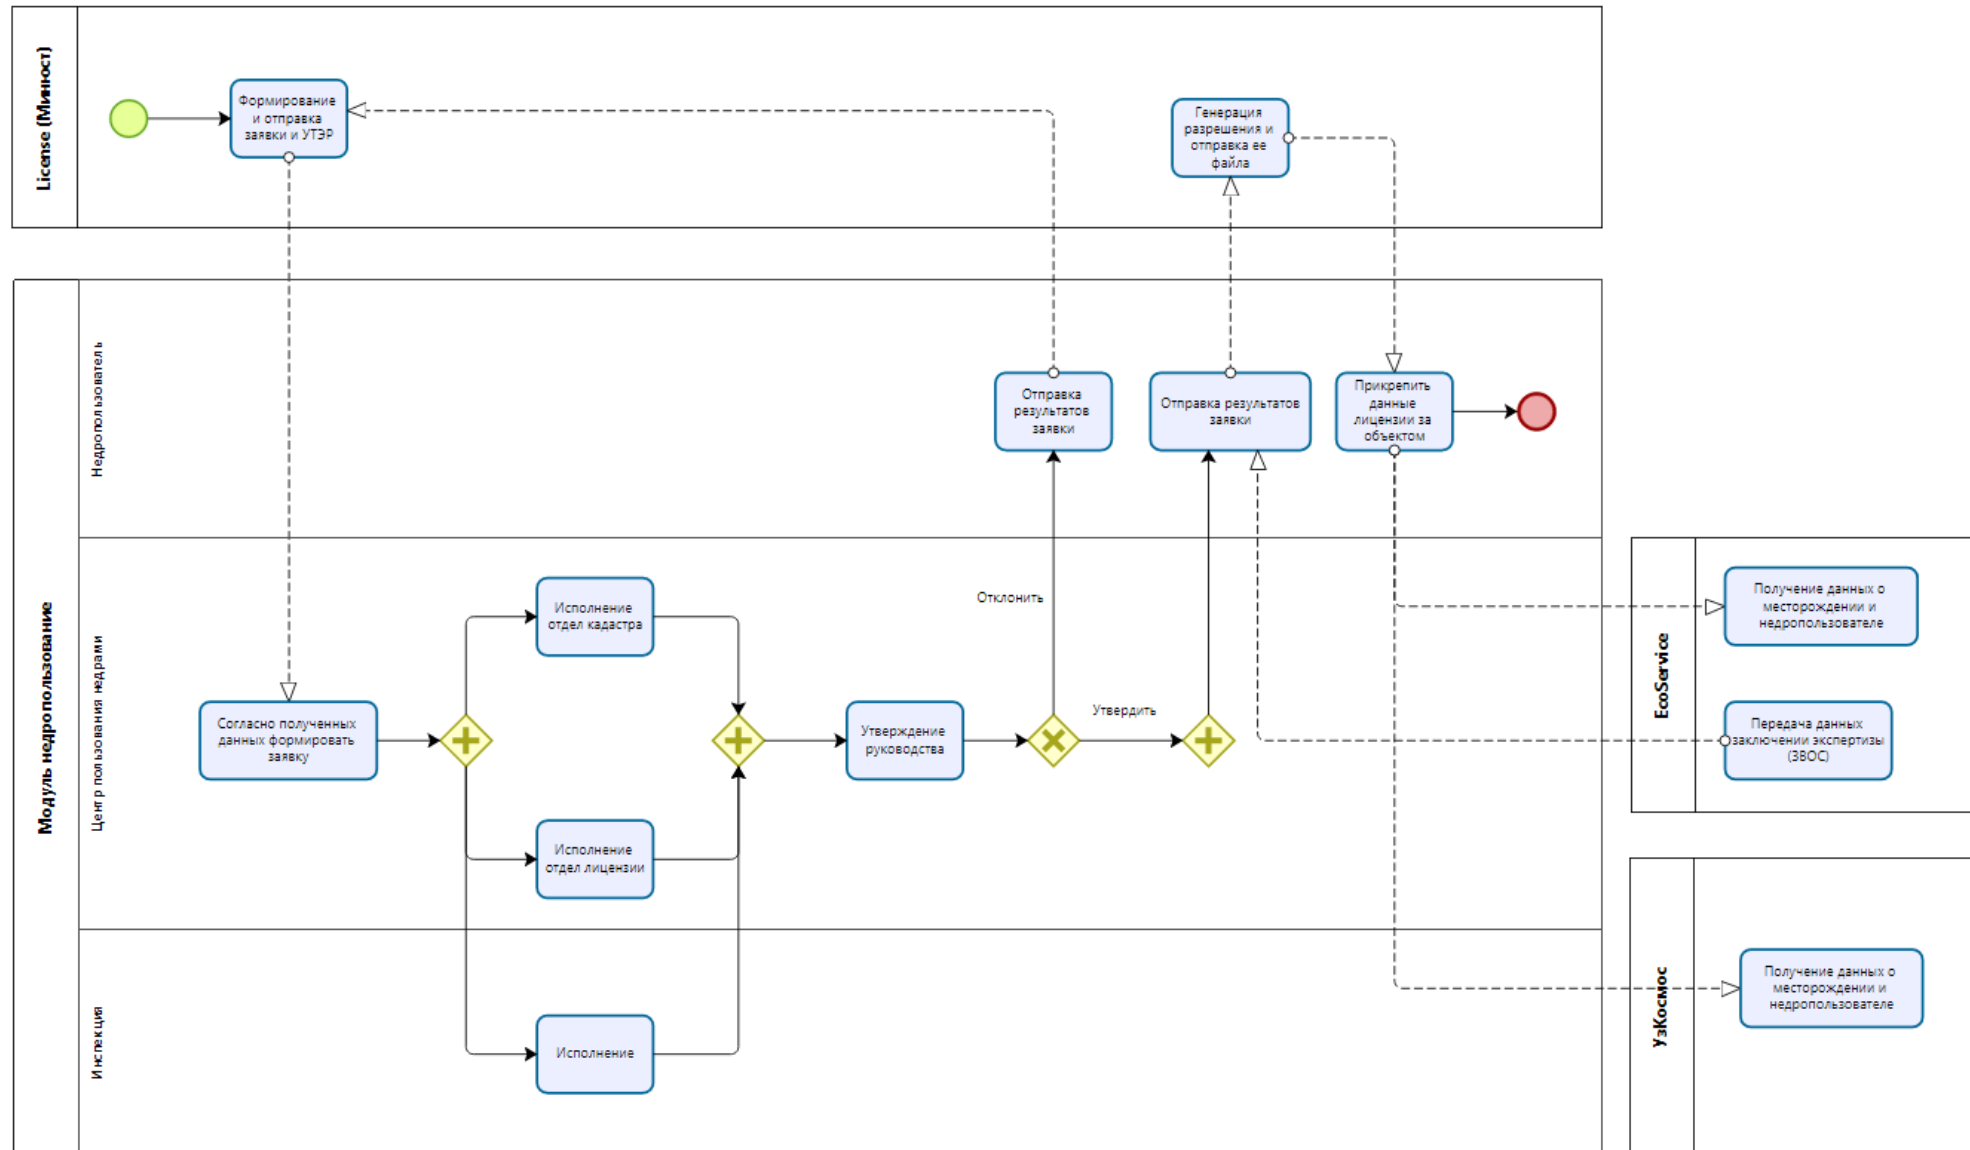 License (Минюст)
Формирование
и отправка
заявки и УТЭР
Генерация
разрешения и
отправка ее
файла
Модуль недропользование
Недропользователь
Отправка
результатов
заявки
Отправка результатов
заявки
Прикрепить
данные
лицензии за
объектом
Центр пользования недрами
Согласно полученных
данных формировать
заявку
Исполнение
отдел кадастра
Исполнение
отдел лицензии
Утверждение
руководства
Отклонить
Утвердить
Инспекция
Исполнение
EcoService
Получение данных о
месторождении и
недропользователе
Передача данных
заключении экспертизы
(ЗВОС)
УзКосмос
Получение данных о
месторождении и
недропользователе